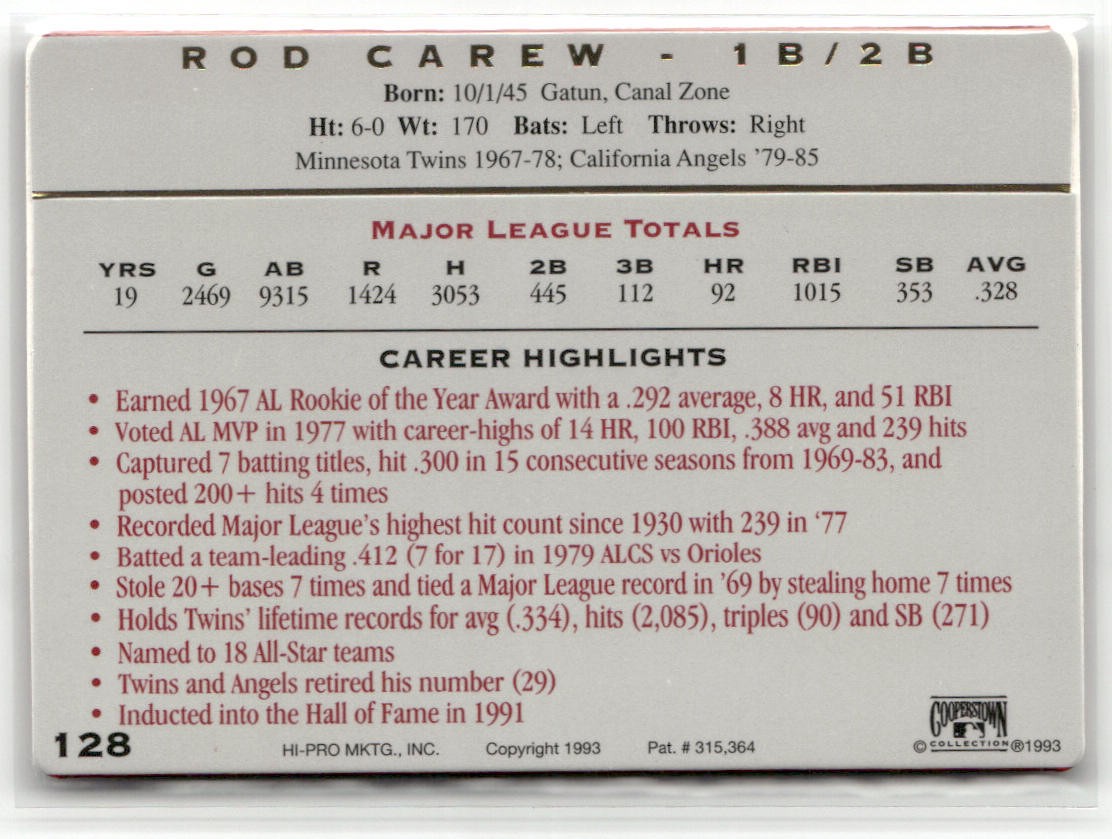 ROD CAREW - 1B/2B
Born: 10/1/45 Gatun, Canal Zone
Ht: 6-0 Wt: 170 Bats: Left Throws: Right
Minnesota Twins 1967-78; California Angels '79-85
MAJOR LEAGUE TOTALS
YRS G AB R H 2B 3B HR RBI SB AVG
19 2469 9315 1424 3053 445 112 92 1015 353 .328
CAREER HIGHLIGHTS
• Earned 1967 AL Rookie of the Year Award with a .292 average, 8 HR, and 51 RBI
• Voted AL MVP in 1977 with career-highs of 14 HR, 100 RBI, .388 avg and 239 hits
• Captured 7 batting titles, hit .300 in 15 consecutive seasons from 1969-83, and
posted 200+ hits 4 times
• Recorded Major League's highest hit count since 1930 with 239 in '77
• Batted a team-leading .412 (7 for 17) in 1979 ALCS vs Orioles
• Stole 20+ bases 7 times and tied a Major League record in '69 by stealing home 7 times
• Holds Twins' lifetime records for avg (.334), hits (2,085), triples (90) and SB (271)
• Named to 18 All-Star teams
• Twins and Angels retired his number (29)
• Inducted into the Hall of Fame in 1991
COOPERSTOWN
© COLLECTION ®1993
128 HI-PRO MKTG., INC. Copyright 1993 Pat. # 315,364